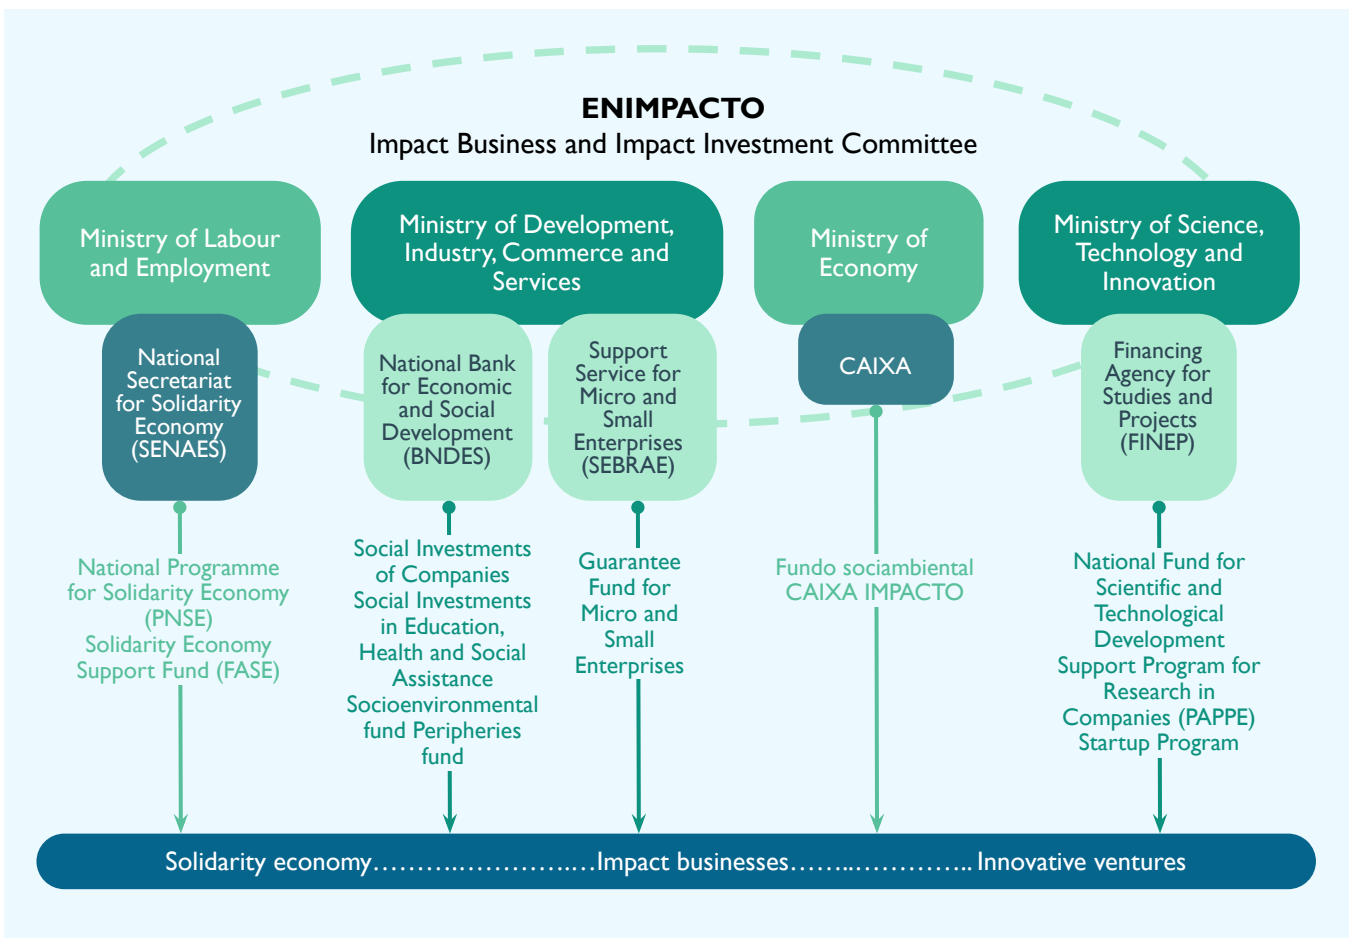 ENIMPACTO
Impact Business and Impact Investment Committee
Ministry of Labour
and Employment
Ministry of Development,
Industry, Commerce and
Services
Ministry of
Economy
Ministry of Science,
Technology and
Innovation
National
Secretariat
for Solidarity
Economy
(SENAES)
National Bank
for Economic
and Social
Development
(BNDES)
Support
Service for
Micro and
Small
Enterprises
(SEBRAE)
CAIXA
Financing
Agency for
Studies and
Projects
(FINEP)
National Programme
for Solidarity Economy
(PNSE)
Solidarity Economy
Support Fund (FASE)
Social Investments
of Companies
Social Investments
in Education,
Health and Social
Assistance
Socioenvironmental
fund Peripheries
fund
Guarantee
Fund for
Micro and
Small
Enterprises
Fundo sociambiental
CAIXA IMPACTO
National Fund for
Scientific and
Technological
Development
Support Program for
Research in
Companies (PAPPE)
Startup Program
Solidarity economy……….………….…Impact businesses……..………….. Innovative ventures